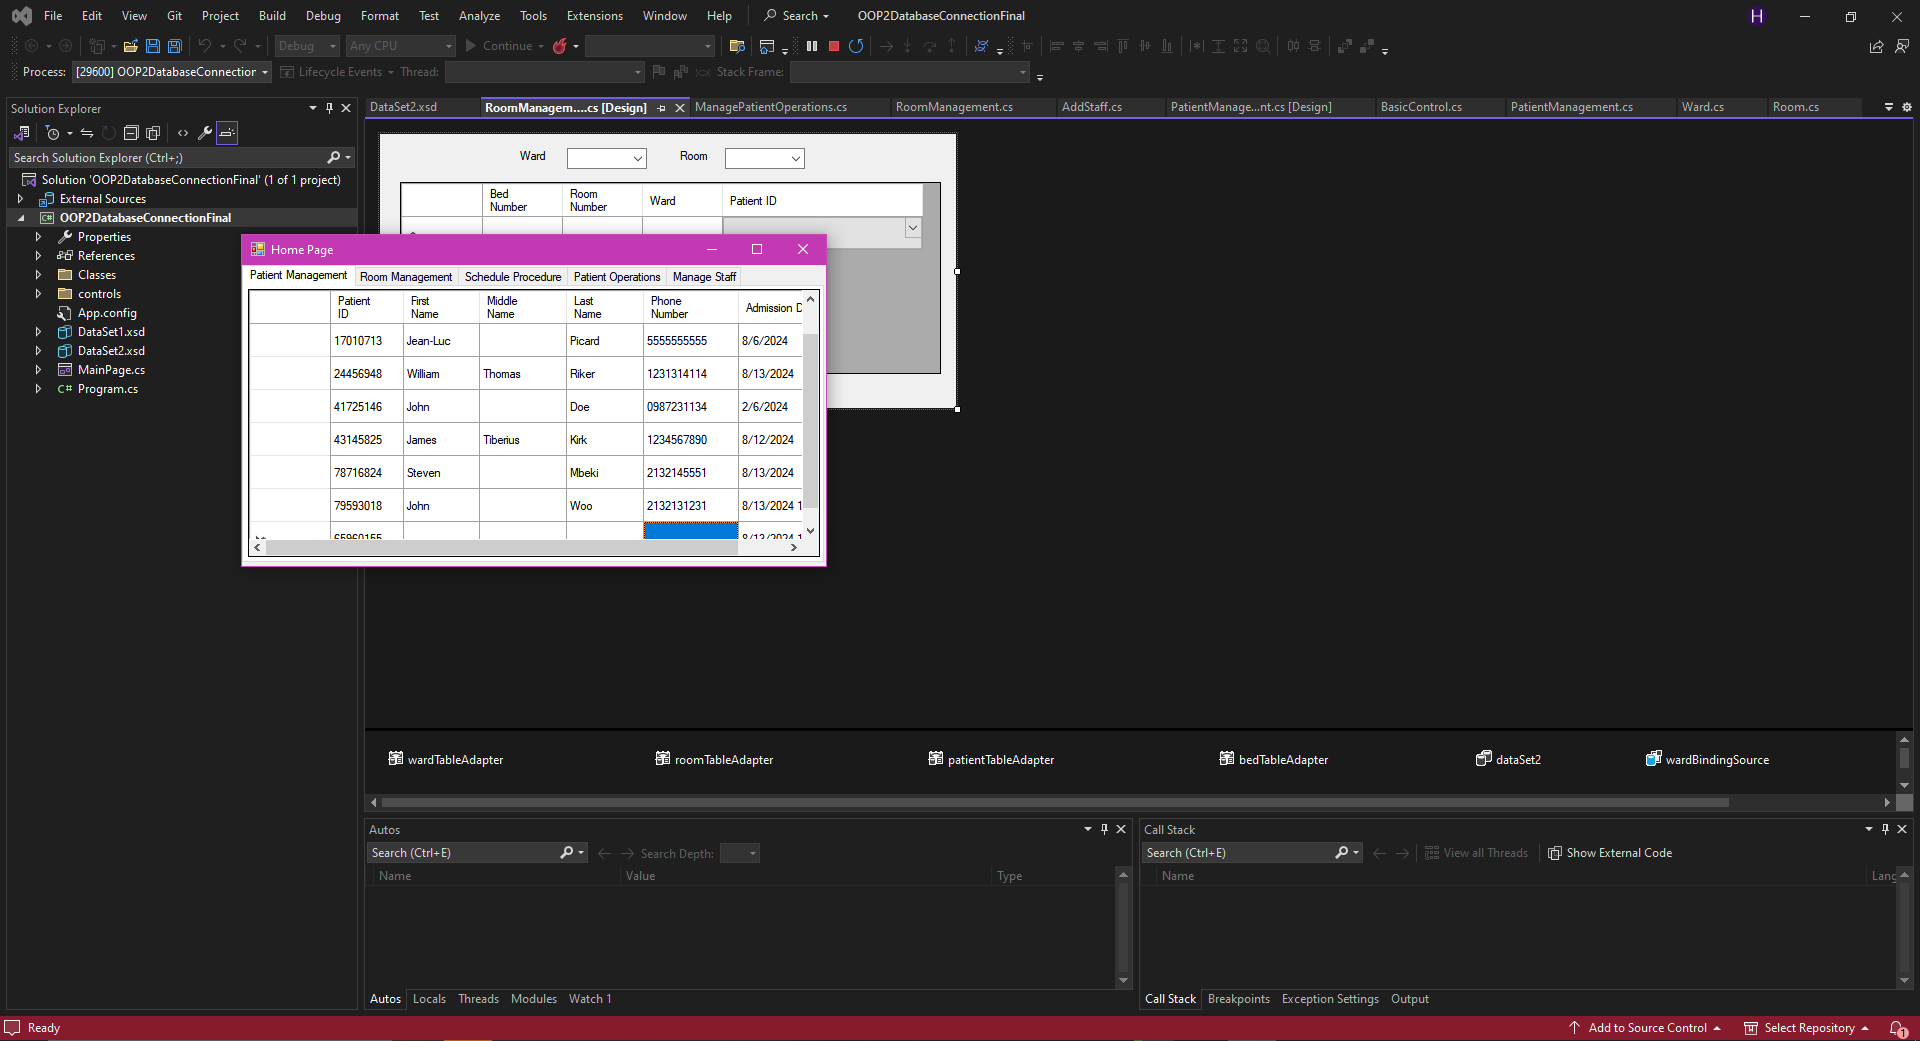 File Edit View Git Project Build Debug Format Test Analyze Tools Extensions Window Help Search OOP2DatabaseConnectionFinal H
Debug Any CPU Continue
Process: [29600] OOP2DatabaseConnection Lifecycle Events Thread: Stack Frame:
Solution Explorer
Search Solution Explorer (Ctrl+;)
Solution 'OOP2DatabaseConnectionFinal' (1 of 1 project)
External Sources
OOP2DatabaseConnectionFinal
Properties
References
Classes
controls
App.config
DataSet1.xsd
DataSet2.xsd
MainPage.cs
Program.cs
DataSet2.xsd RoomManagem....cs [Design] ManagePatientOperations.cs RoomManagement.cs AddStaff.cs PatientManage...nt.cs [Design] BasicControl.cs PatientManagement.cs Ward.cs Room.cs
Ward Room
Bed Number Room Number Ward Patient ID
Home Page
Patient Management Room Management Schedule Procedure Patient Operations Manage Staff
Patient ID First Name Middle Name Last Name Phone Number Admission D
17010713 Jean-Luc Picard 5555555555 8/6/2024
24456948 William Thomas Riker 1231314114 8/13/2024
41725146 John Doe 0987231134 2/6/2024
43145825 James Tiberius Kirk 1234567890 8/12/2024
78716824 Steven Mbeki 2132145551 8/13/2024
79593018 John Woo 2132131231 8/13/2024 1
65960155 8/13/2024 1
wardTableAdapter roomTableAdapter patientTableAdapter bedTableAdapter dataSet2 wardBindingSource
Autos
Search (Ctrl+E) Search Depth:
Name Value Type
Autos Locals Threads Modules Watch 1
Call Stack
Search (Ctrl+E) View all Threads Show External Code
Name Lang
Call Stack Breakpoints Exception Settings Output
Ready Add to Source Control Select Repository 1